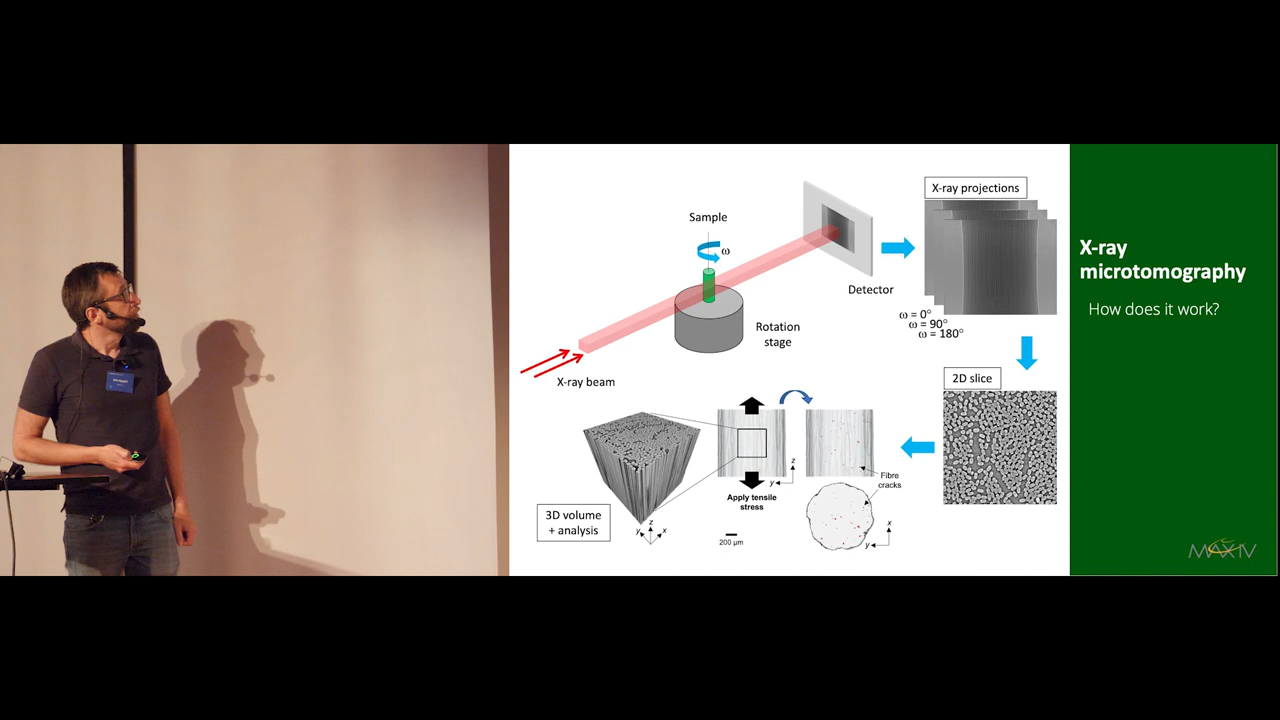 X-ray projections
Sample
ω
Detector
ω = 0°
ω = 90°
ω = 180°
Rotation
stage
X-ray beam
2D slice
z
y
Apply tensile
stress
Fibre
cracks
3D volume
+ analysis
z
y
x
200 µm
x
y
X-ray
microtomography
How does it work?
MAX IV